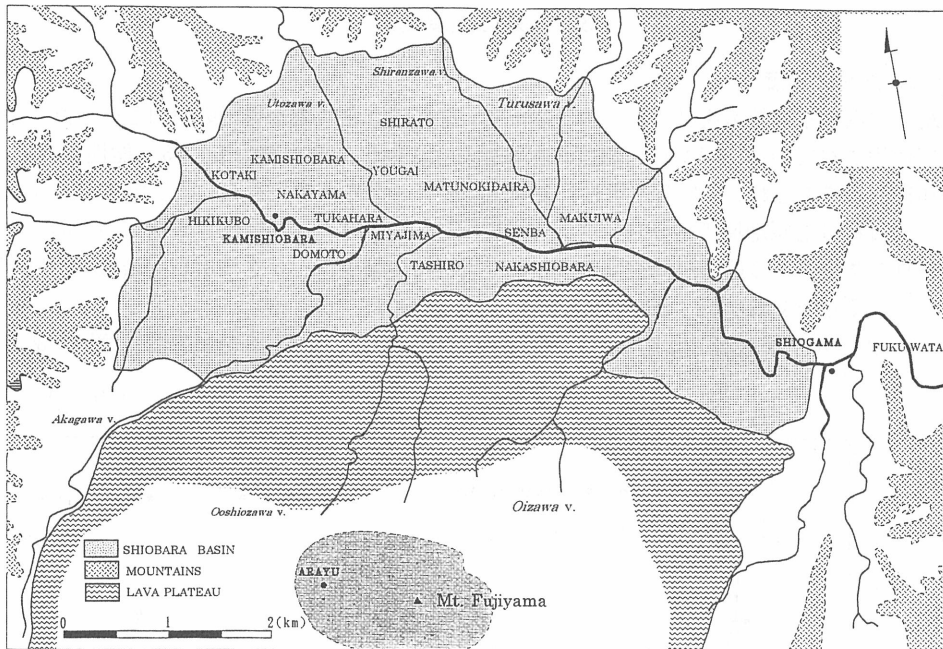 Shiranzawa v.
Utozawa v.
Turusawa v.
SHIRATO
KAMISHIOBARA
KOTAKI
YOUGAI
NAKAYAMA
MATUNOKIDAIRA
HIKIKUBO
TUKAHARA
MAKUIWA
KAMISHIOBARA
MIYAJIMA
SENBA
DOMOTO
TASHIRO
NAKASHIOBARA
SHIOGAMA
FUKUWATA
Akagawa v.
Ooshiozawa v.
Oizawa v.
SHIOBARA BASIN
MOUNTAINS
LAVA PLATEAU
ARAYU
Mt. Fujiyama
0 1 2(km)